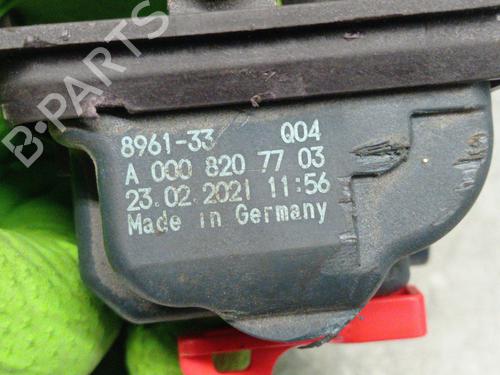 B-PARTS
8961-33 Q04
A 000 820 77 03
23.02.2021 11:56
Made in Germany